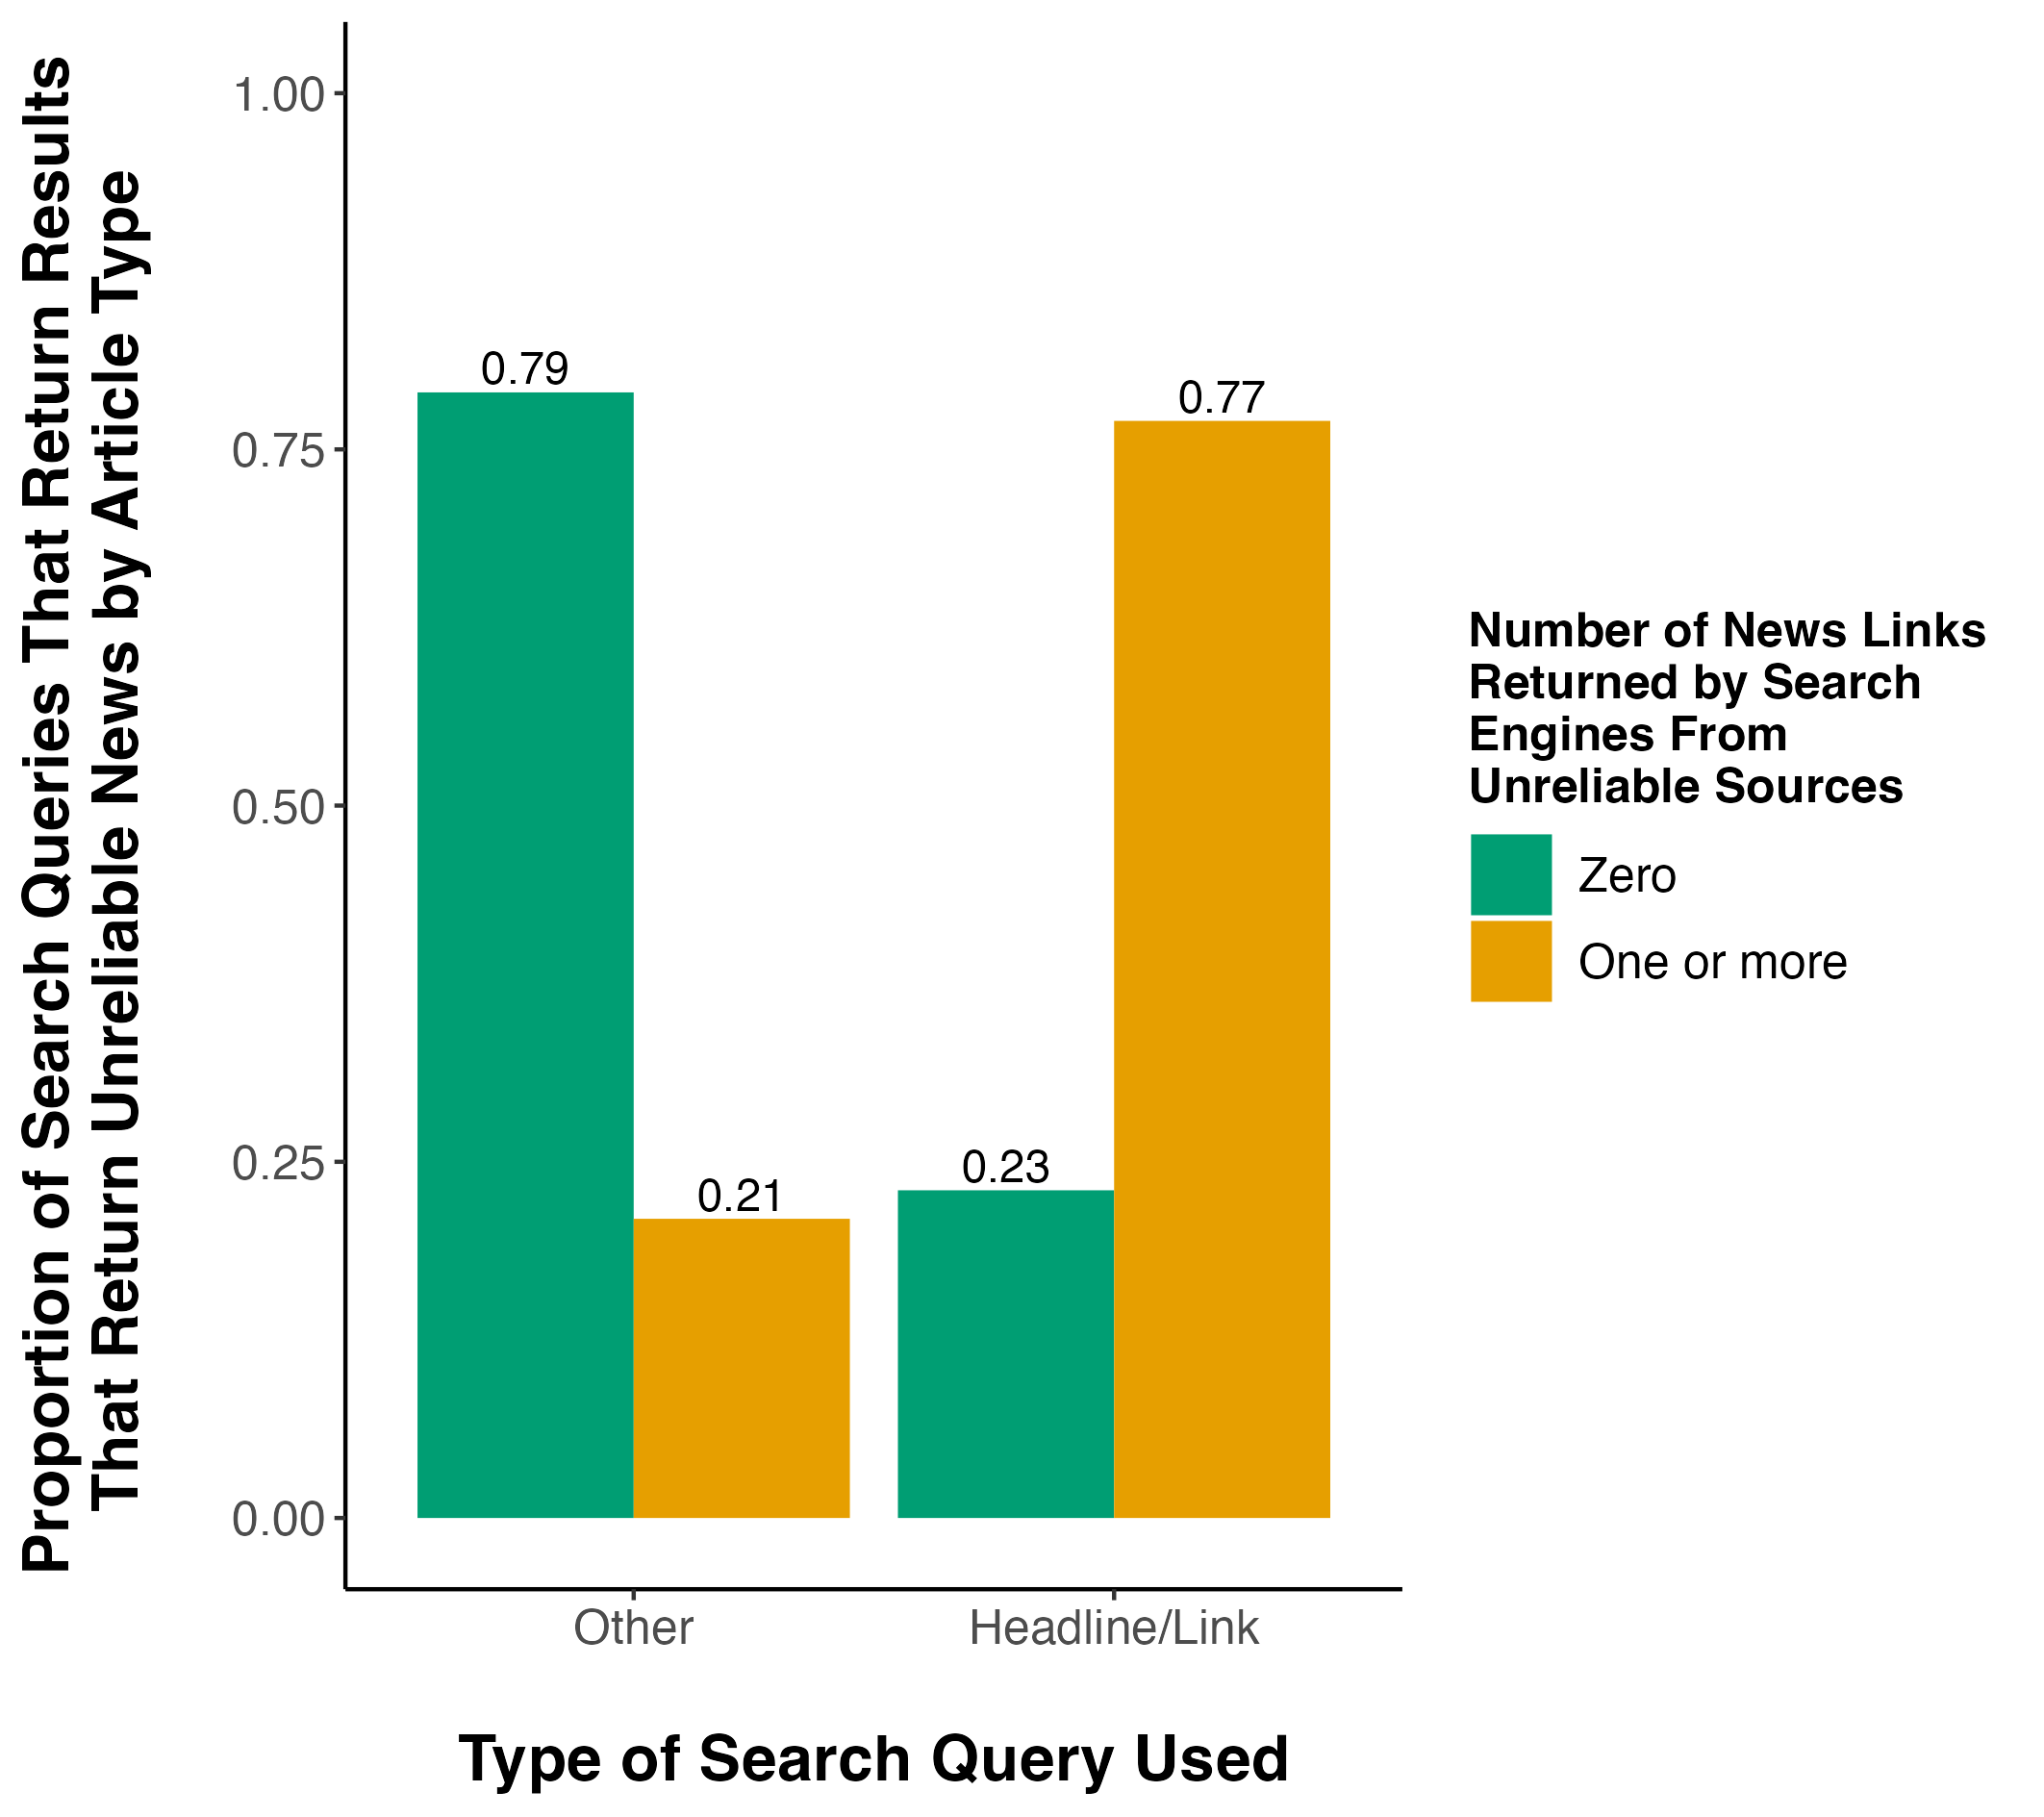 Proportion of Search Queries That Return Results
That Return Unreliable News by Article Type
1.00
0.75
0.50
0.25
0.00
0.79
0.21
0.23
0.77
Other
Headline/Link
Type of Search Query Used
Number of News Links
Returned by Search
Engines From
Unreliable Sources
Zero
One or more